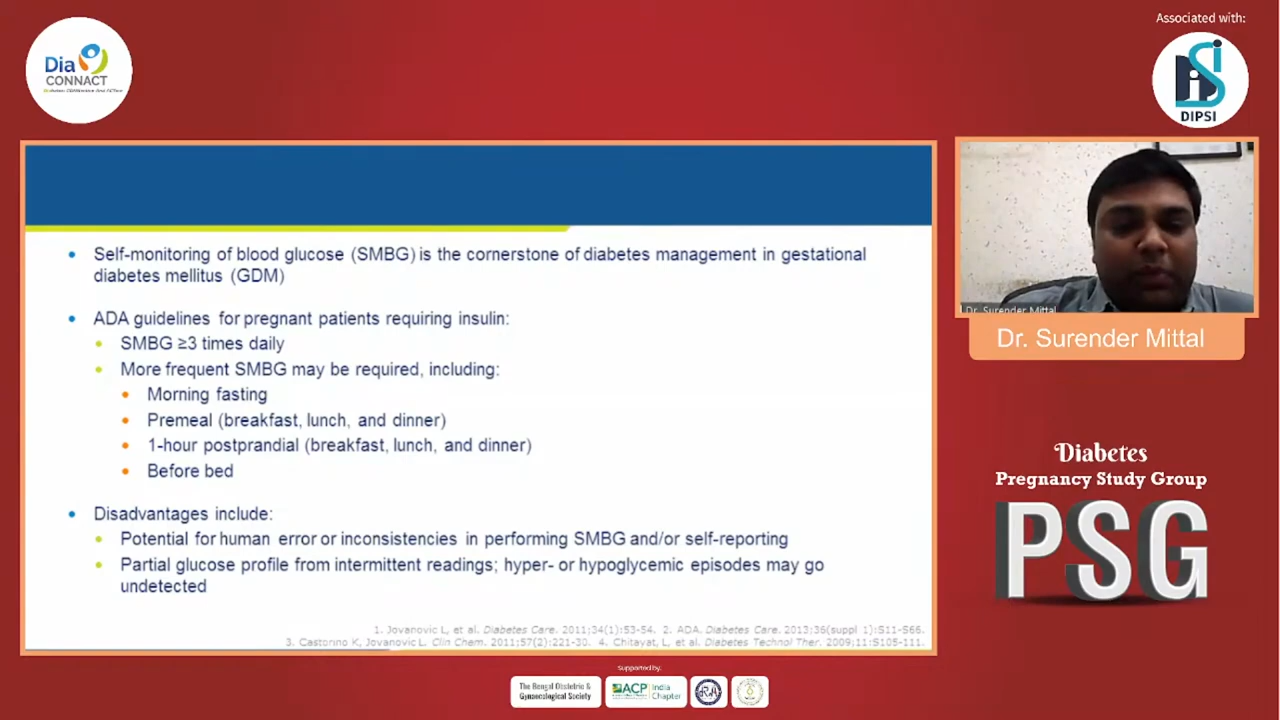 Associated with:
Dia
CONNACT
DIPSI
Self-monitoring of blood glucose (SMBG) is the cornerstone of diabetes management in gestational
diabetes mellitus (GDM)
ADA guidelines for pregnant patients requiring insulin:
SMBG ≥3 times daily
More frequent SMBG may be required, including:
Morning fasting
Premeal (breakfast, lunch, and dinner)
1-hour postprandial (breakfast, lunch, and dinner)
Before bed
Disadvantages include:
Potential for human error or inconsistencies in performing SMBG and/or self-reporting
Partial glucose profile from intermittent readings; hyper- or hypoglycemic episodes may go
undetected
1. Jovanovic L, et al. Diabetes Care. 2011;34(1):53-54. 2. ADA. Diabetes Care. 2013;36(suppl 1):S11-S66.
3. Castorino K, Jovanovic L. Clin Chem. 2011;57(2):221-30. 4. Chitayat, L, et al. Diabetes Technol Ther. 2009;11:S105-111.
Dr. Surender Mittal
Dr. Surender Mittal
Diabetes
Pregnancy Study Group
PSG
Supported by:
The Bengal Obstetric &
Gynaecological Society
ACP India
Chapter